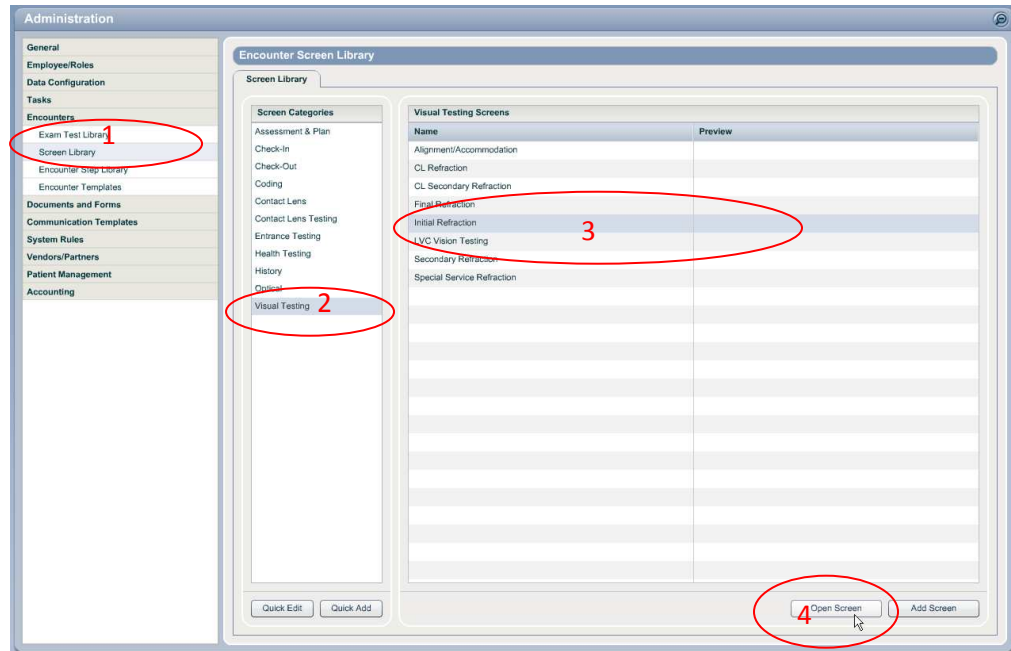 Administration
General
Employee/Roles
Data Configuration
Tasks
Encounters
Exam Test Library
1
Screen Library
Encounter Step Library
Encounter Templates
Documents and Forms
Communication Templates
System Rules
Vendors/Partners
Patient Management
Accounting
Encounter Screen Library
Screen Library
Screen Categories
Assessment & Plan
Check-In
Check-Out
Coding
Contact Lens
Contact Lens Testing
Entrance Testing
Health Testing
History
Optical
Visual Testing 2
Quick Edit Quick Add
Visual Testing Screens
Name Preview
Alignment/Accommodation
CL Refraction
CL Secondary Refraction
Final Refraction
Initial Refraction
3
LVC Vision Testing
Secondary Refraction
Special Service Refraction
4 Open Screen Add Screen